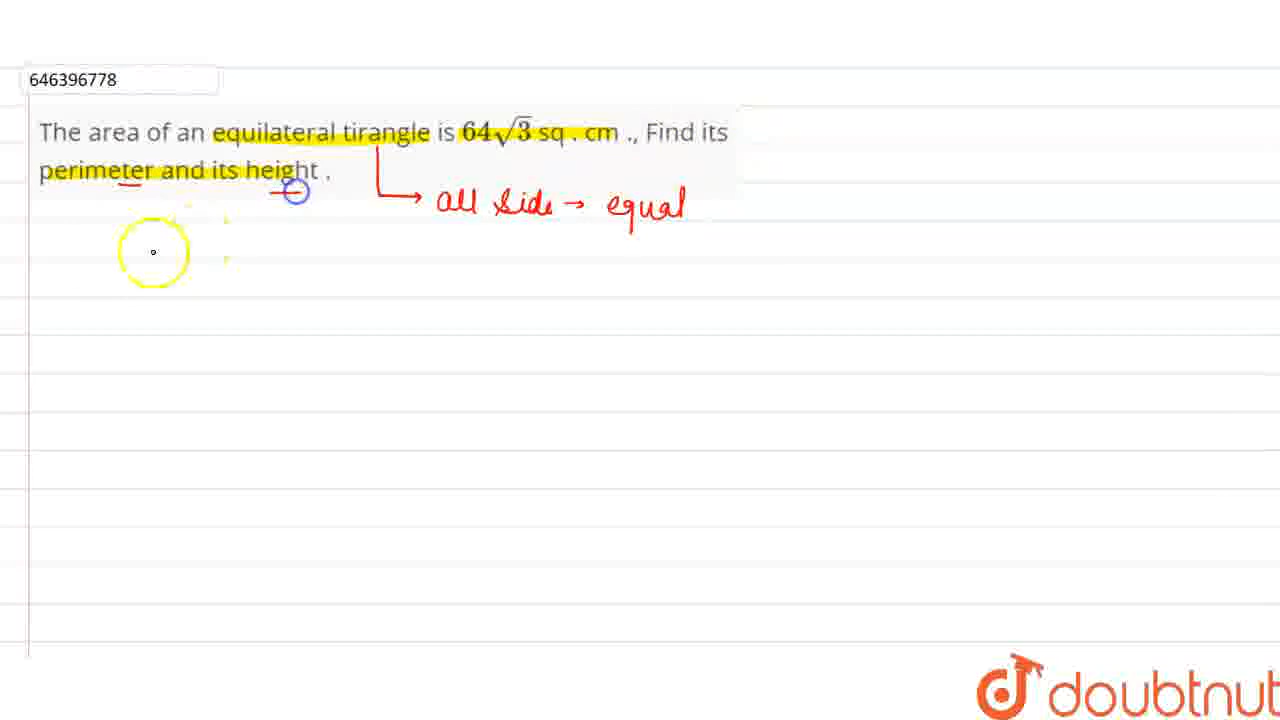 646396778
The area of an equilateral tirangle is 64√3 sq . cm ., Find its
perimeter and its height .
all side → equal
doubtnut